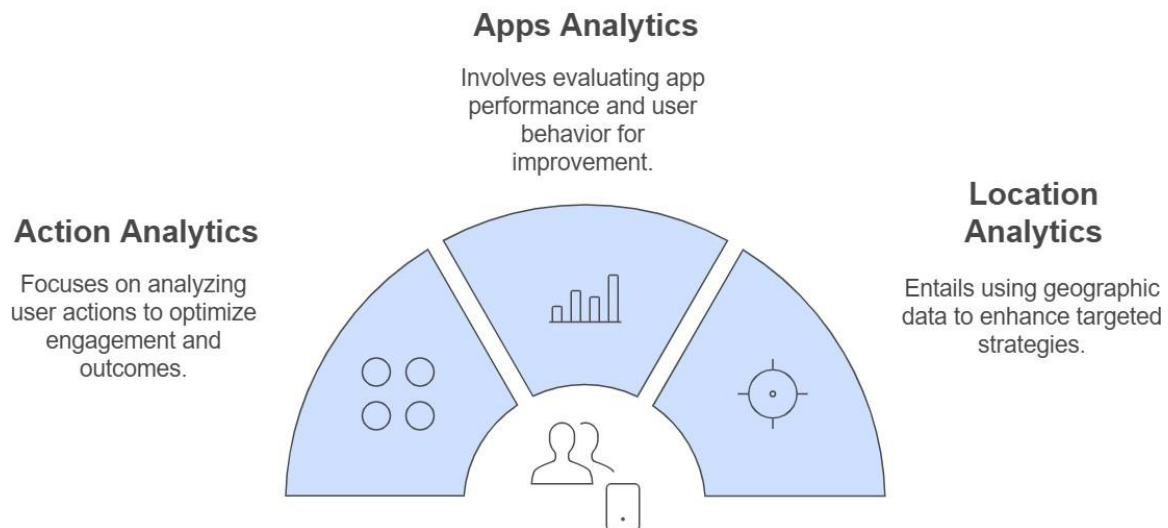 Apps Analytics
Involves evaluating app
performance and user
behavior for
improvement.
Action Analytics
Focuses on analyzing
user actions to optimize
engagement and
outcomes.
Location
Analytics
Entails using geographic
data to enhance targeted
strategies.